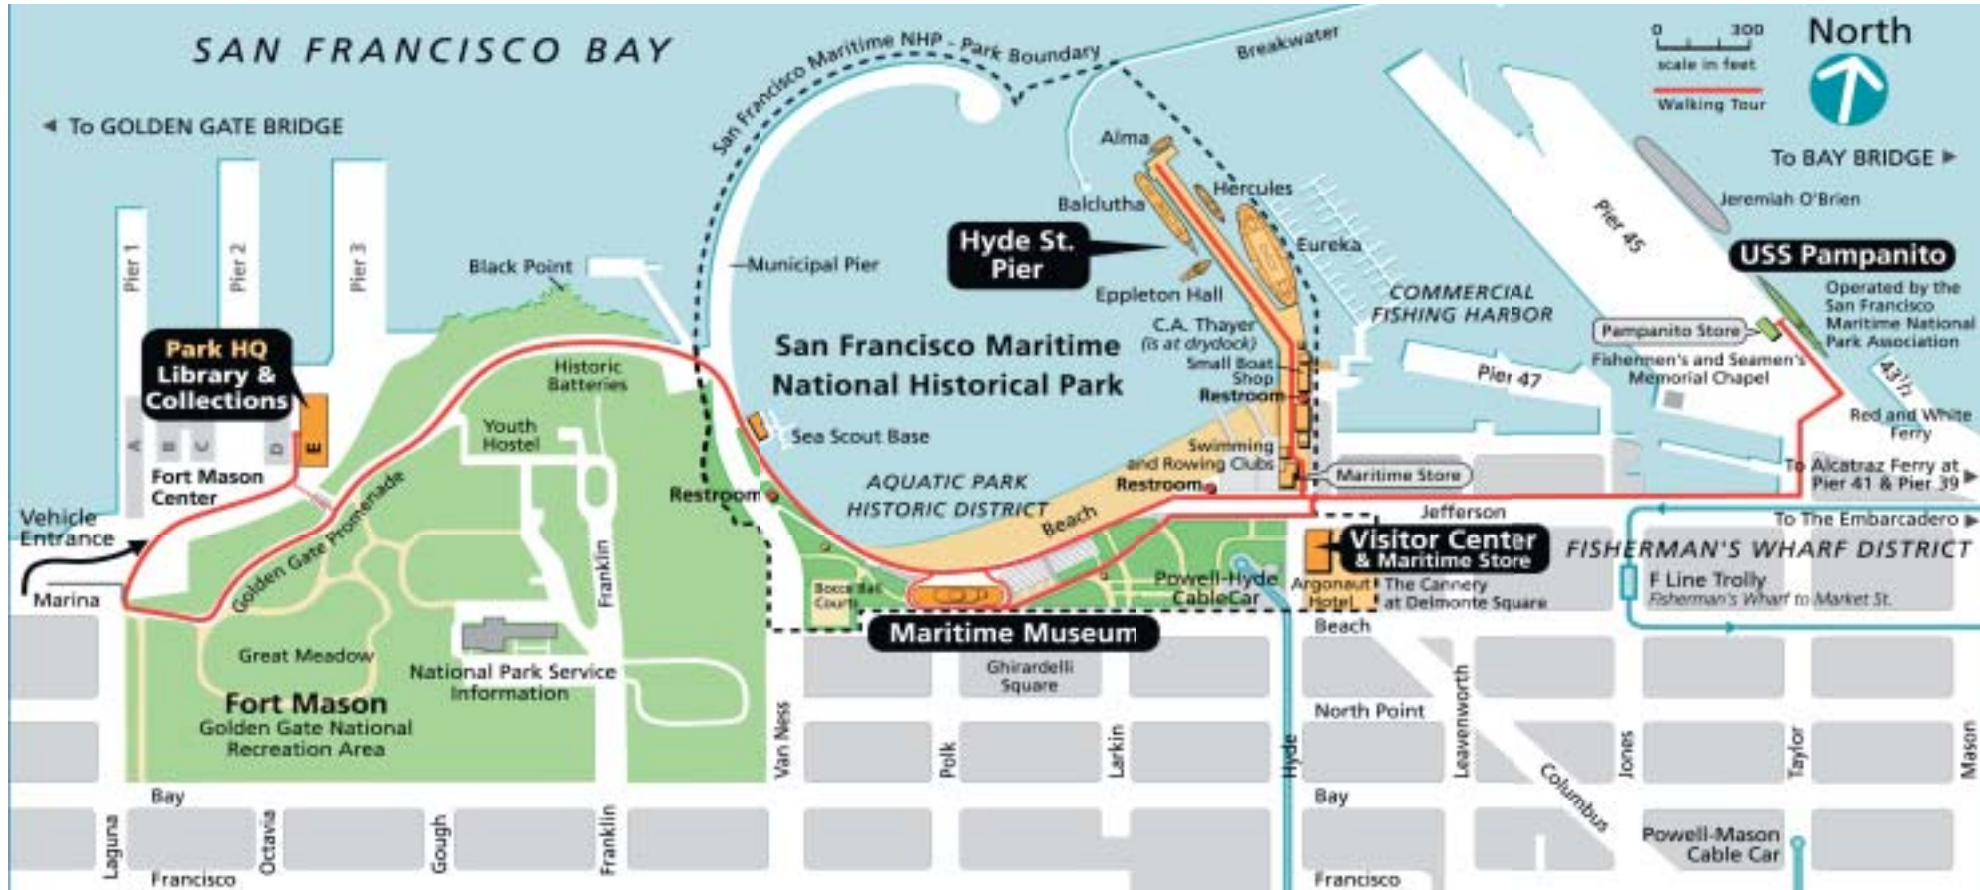 SAN FRANCISCO BAY
San Francisco Maritime NHP - Park Boundary
Breakwater
0 300
scale in feet
Walking Tour
North
To GOLDEN GATE BRIDGE
To BAY BRIDGE
Alma
Hercules
Balclutha
Hyde St.
Pier
Eureka
Eppleton Hall
C.A. Thayer
(is at drydock)
Small Boat
Shop
Restroom
Swimming
and Rowing Clubs
Restroom
Maritime Store
COMMERCIAL
FISHING HARBOR
Pier 45
Jeremiah O'Brien
USS Pampanito
Operated by the
San Francisco
Maritime National
Park Association
Pampanito Store
Fishermen's and Seamen's
Memorial Chapel
Pier 47
43½
Red and White
Ferry
To Alcatraz Ferry at
Pier 41 & Pier 39
To The Embarcadero
Pier 1
Pier 2
Pier 3
Black Point
Municipal Pier
San Francisco Maritime
National Historical Park
Park HQ
Library &
Collections
A
B
C
D
E
Fort Mason
Center
Historic
Batteries
Youth
Hostel
Sea Scout Base
Restroom
AQUATIC PARK
HISTORIC DISTRICT
Beach
Vehicle
Entrance
Marina
Golden Gate Promenade
Franklin
Bocce Ball
Courts
Maritime Museum
Powell-Hyde
CableCar
Argonaut
Hotel
Jefferson
Visitor Center
& Maritime Store
The Cannery
at Delmonte Square
FISHERMAN'S WHARF DISTRICT
F Line Trolly
Fisherman's Wharf to Market St.
Great Meadow
National Park Service
Information
Fort Mason
Golden Gate National
Recreation Area
Ghirardelli
Square
Beach
North Point
Van Ness
Polk
Larkin
Hyde
Leavenworth
Columbus
Jones
Taylor
Mason
Bay
Bay
Laguna
Octavia
Gough
Franklin
Francisco
Francisco
Powell-Mason
Cable Car